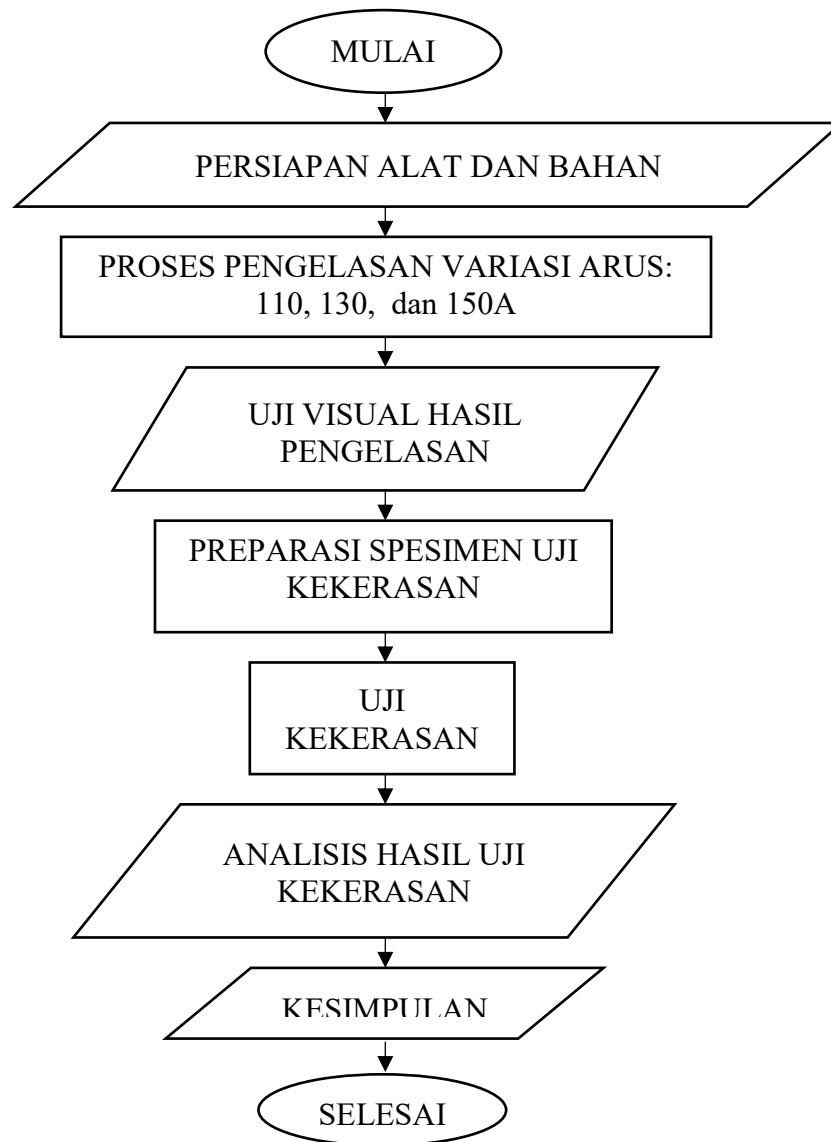 MULAI
PERSIAPAN ALAT DAN BAHAN
PROSES PENGELASAN VARIASI ARUS:
110, 130,  dan 150A
UJI VISUAL HASIL
PENGELASAN
PREPARASI SPESIMEN UJI
KEKERASAN
UJI
KEKERASAN
ANALISIS HASIL UJI
KEKERASAN
KESIMPULAN
SELESAI